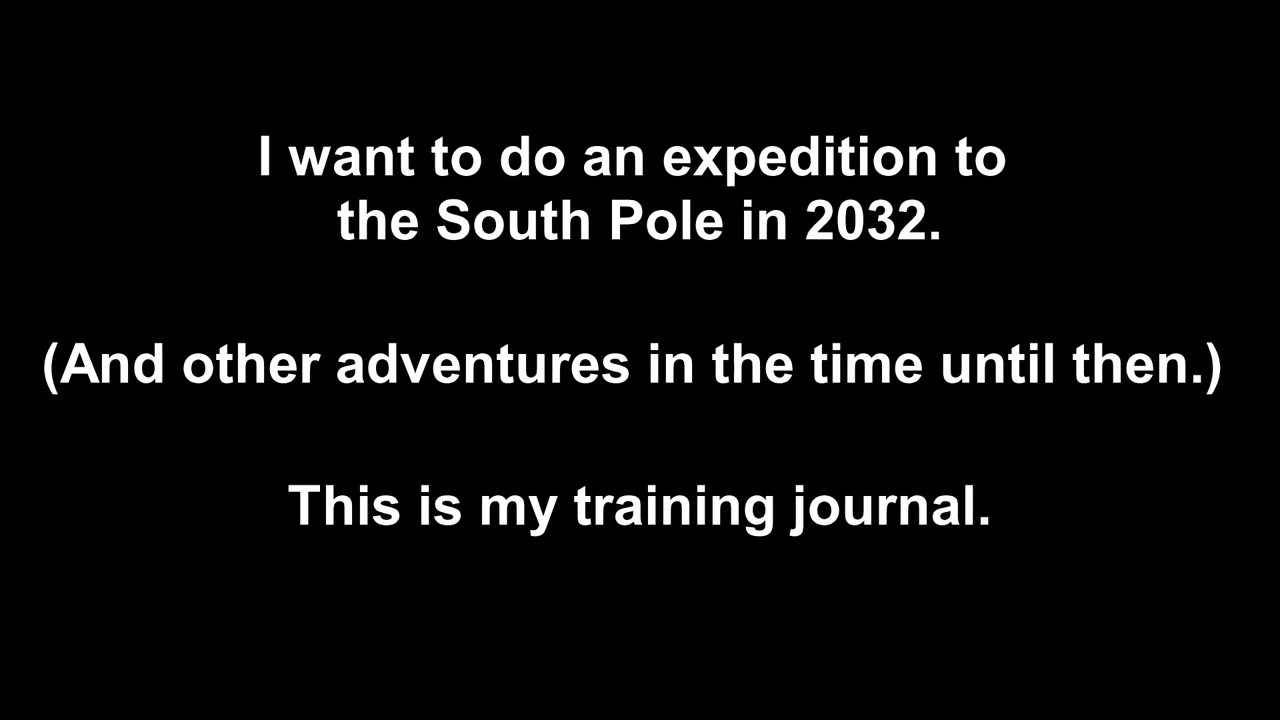 I want to do an expedition to
the South Pole in 2032.
(And other adventures in the time until then.)
This is my training journal.